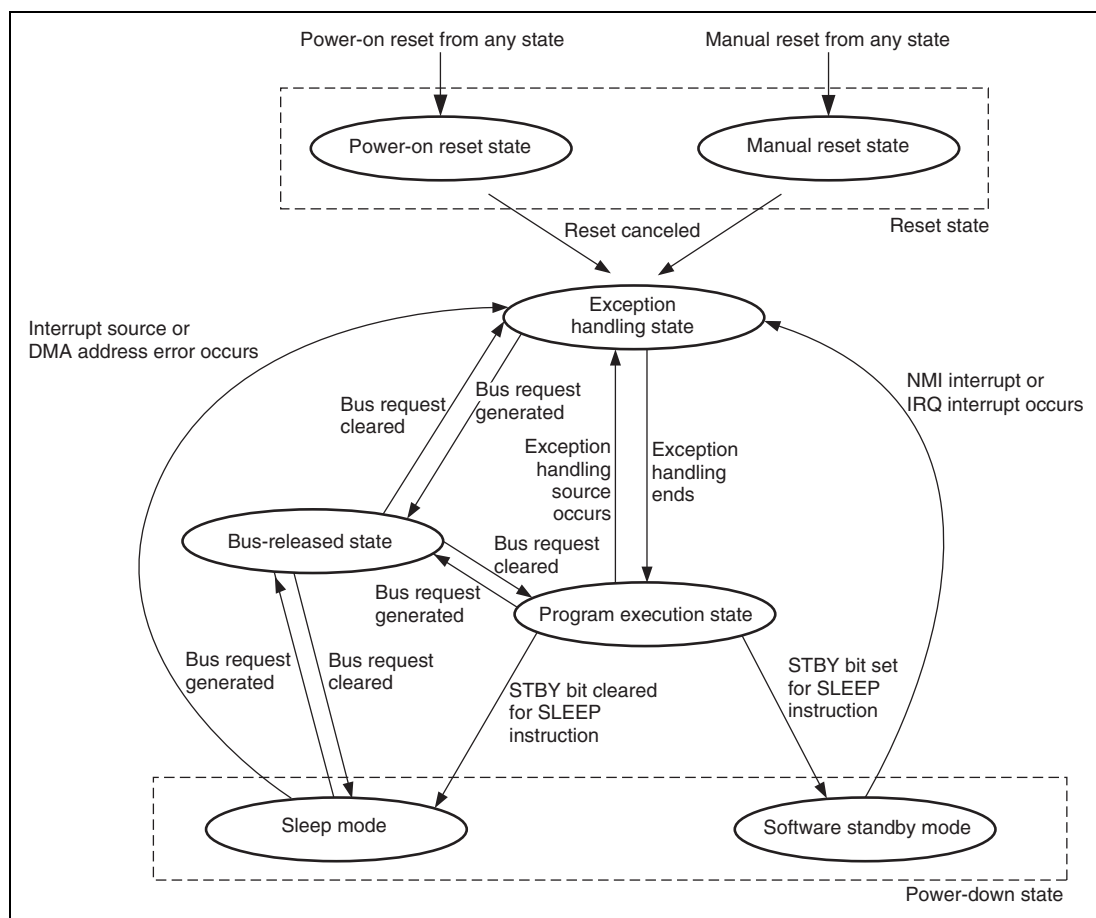 Power-on reset from any state
Manual reset from any state
Power-on reset state
Manual reset state
Reset state
Reset canceled
Exception
handling state
Interrupt source or
DMA address error occurs
NMI interrupt or
IRQ interrupt occurs
Bus request
cleared
Bus request
generated
Exception
handling
source
occurs
Exception
handling
ends
Bus-released state
Bus request
cleared
Bus request
generated
Program execution state
Bus request
generated
Bus request
cleared
STBY bit cleared
for SLEEP
instruction
STBY bit set
for SLEEP
instruction
Sleep mode
Software standby mode
Power-down state